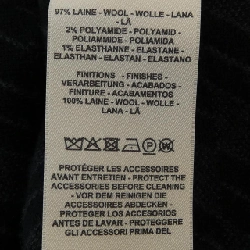 97% LAINE - WOOL - WOLLE - LANA
- LÃ
2% POLYAMIDE - POLYAMID -
POLIAMMIDE - POLIAMIDA
1% ELASTHANNE - ELASTANE -
ELASTHAN - ELASTAN - ELASTANO
FINITIONS - FINISHES -
VERARBEITUNG - ACABADOS -
FINITURE - ACABAMENTOS
100% LAINE - WOOL - WOLLE - LANA
- LÃ
PROTÉGER LES ACCESSOIRES
AVANT ENTRETIEN - PROTECT THE
ACCESSORIES BEFORE CLEANING
- VOR DEM REINIGEN DIE
ACCESSOIRES ABDECKEN -
PROTEGER LOS ACCESORIOS
ANTES DE LAVAR - PROTEGGERE
GLI ACCESSORI PRIMA DEL